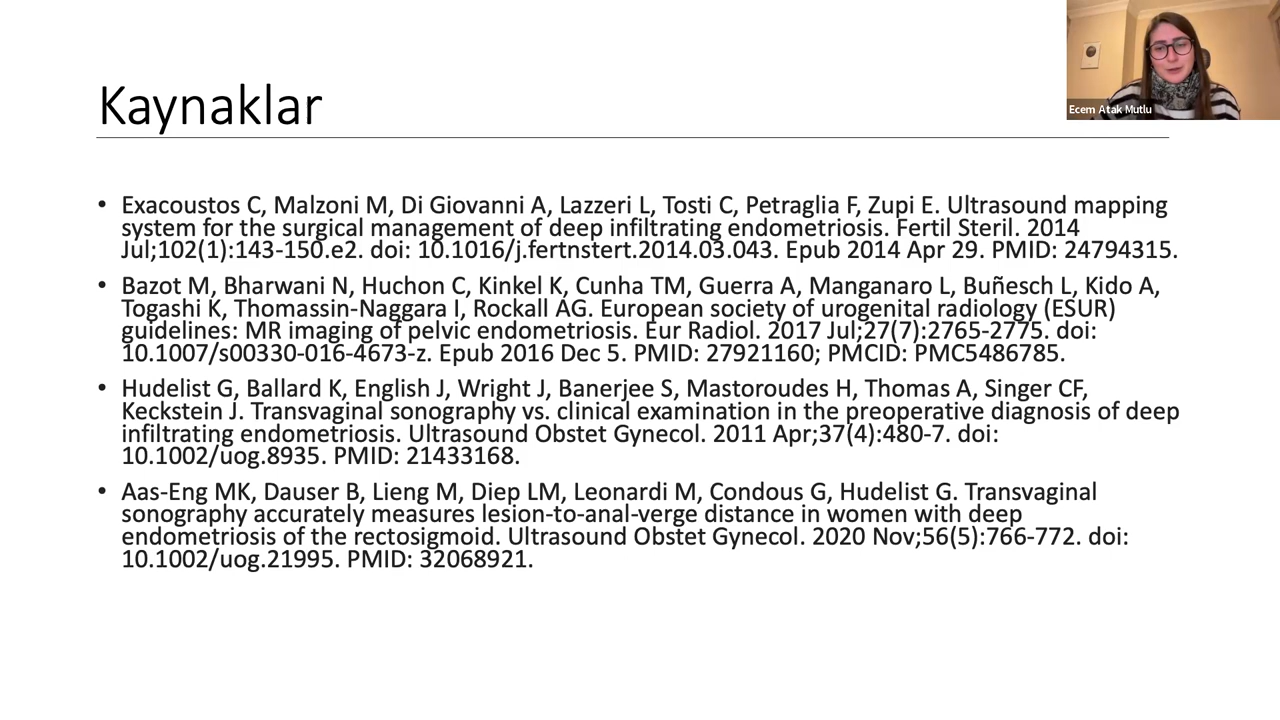 Kaynaklar
Ecem Atak Mutlu
• Exacoustos C, Malzoni M, Di Giovanni A, Lazzeri L, Tosti C, Petraglia F, Zupi E. Ultrasound mapping
system for the surgical management of deep infiltrating endometriosis. Fertil Steril. 2014
Jul;102(1):143-150.e2. doi: 10.1016/j.fertnstert.2014.03.043. Epub 2014 Apr 29. PMID: 24794315.
• Bazot M, Bharwani N, Huchon C, Kinkel K, Cunha TM, Guerra A, Manganaro L, Buñesch L, Kido A,
Togashi K, Thomassin-Naggara I, Rockall AG. European society of urogenital radiology (ESUR)
guidelines: MR imaging of pelvic endometriosis. Eur Radiol. 2017 Jul;27(7):2765-2775. doi:
10.1007/s00330-016-4673-z. Epub 2016 Dec 5. PMID: 27921160; PMCID: PMC5486785.
• Hudelist G, Ballard K, English J, Wright J, Banerjee S, Mastoroudes H, Thomas A, Singer CF,
Keckstein J. Transvaginal sonography vs. clinical examination in the preoperative diagnosis of deep
infiltrating endometriosis. Ultrasound Obstet Gynecol. 2011 Apr;37(4):480-7. doi:
10.1002/uog.8935. PMID: 21433168.
• Aas-Eng MK, Dauser B, Lieng M, Diep LM, Leonardi M, Condous G, Hudelist G. Transvaginal
sonography accurately measures lesion-to-anal-verge distance in women with deep
endometriosis of the rectosigmoid. Ultrasound Obstet Gynecol. 2020 Nov;56(5):766-772. doi:
10.1002/uog.21995. PMID: 32068921.